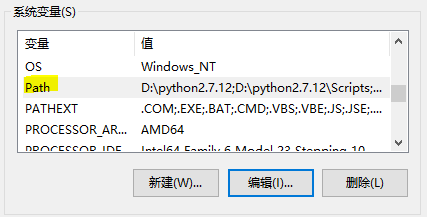 系统变量(S)
变量 值
OS Windows_NT
Path D:\python2.7.12;D:\python2.7.12\Scripts;...
PATHEXT .COM;.EXE;.BAT;.CMD;.VBS;.VBE;.JS;.JSE;....
PROCESSOR_AR... AMD64
PROCESSOR_IDE Intel64 Family 6 Model 23 Stepping 10
新建(W)... 编辑(I)... 删除(L)